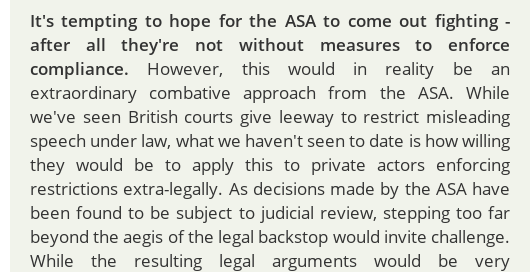 It's tempting to hope for the ASA to come out fighting -
after all they're not without measures to enforce
compliance. However, this would in reality be an
extraordinary combative approach from the ASA. While
we've seen British courts give leeway to restrict misleading
speech under law, what we haven't seen to date is how willing
they would be to apply this to private actors enforcing
restrictions extra-legally. As decisions made by the ASA have
been found to be subject to judicial review, stepping too far
beyond the aegis of the legal backstop would invite challenge.
While the resulting legal arguments would be very